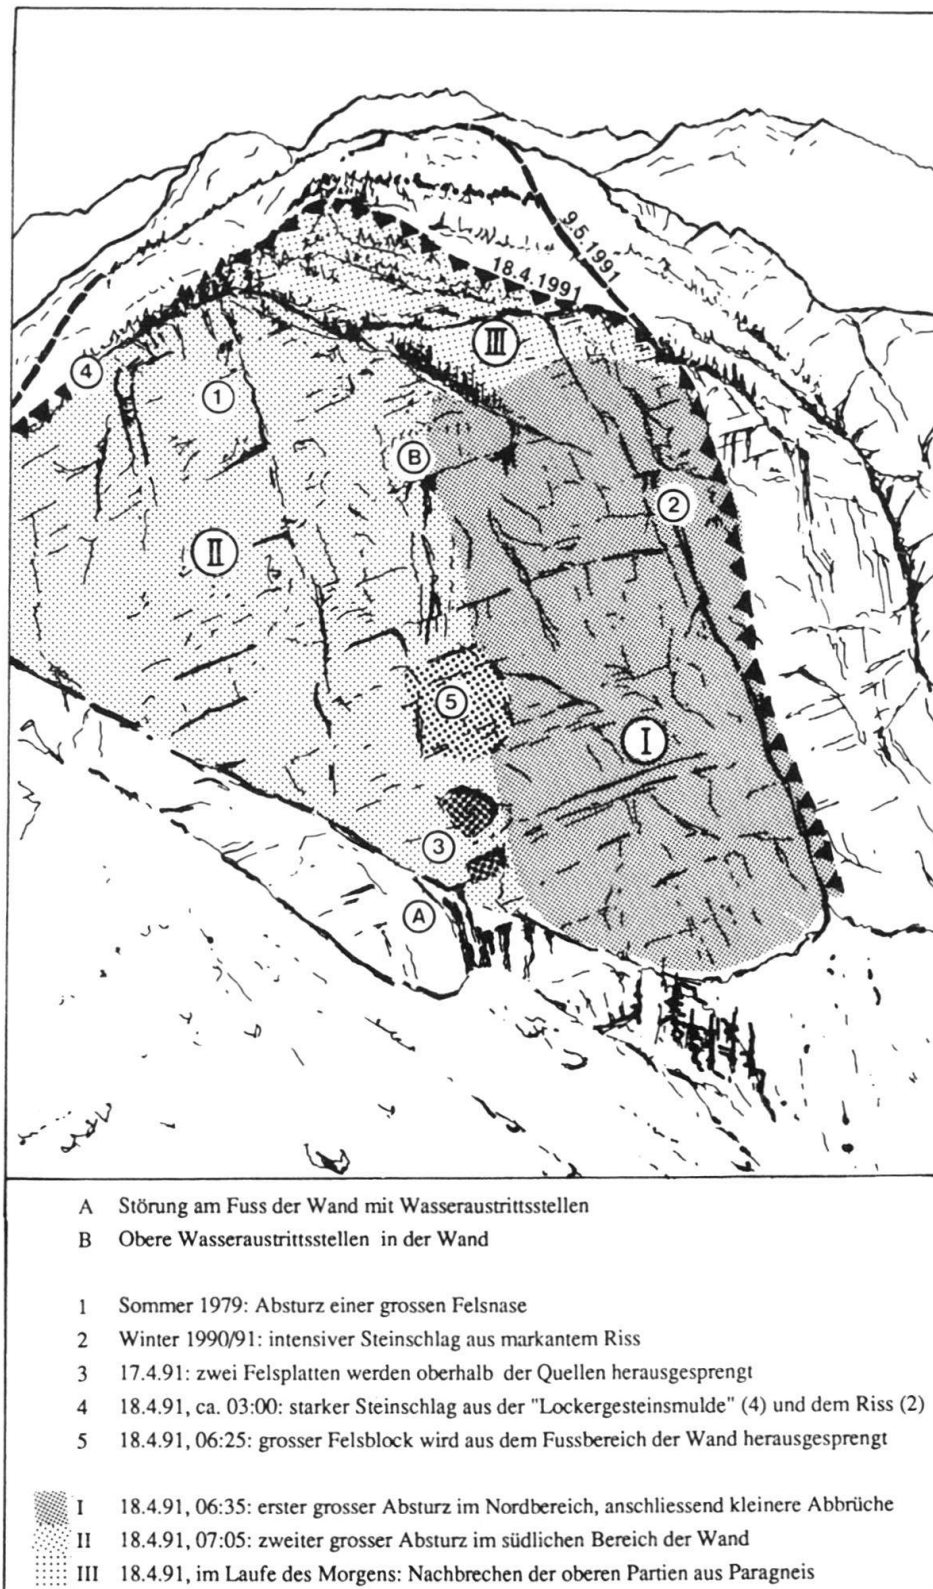 9.5.1991
18.4.1991
III
4
1
B
2
II
5
I
3
A
A Störung am Fuss der Wand mit Wasseraustrittsstellen
B Obere Wasseraustrittsstellen in der Wand
1 Sommer 1979: Absturz einer grossen Felsnase
2 Winter 1990/91: intensiver Steinschlag aus markantem Riss
3 17.4.91: zwei Felsplatten werden oberhalb der Quellen herausgesprengt
4 18.4.91, ca. 03:00: starker Steinschlag aus der "Lockergesteinsmulde" (4) und dem Riss (2)
5 18.4.91, 06:25: grosser Felsblock wird aus dem Fussbereich der Wand herausgesprengt
I 18.4.91, 06:35: erster grosser Absturz im Nordbereich, anschliessend kleinere Abbrüche
II 18.4.91, 07:05: zweiter grosser Absturz im südlichen Bereich der Wand
III 18.4.91, im Laufe des Morgens: Nachbrechen der oberen Partien aus Paragneis